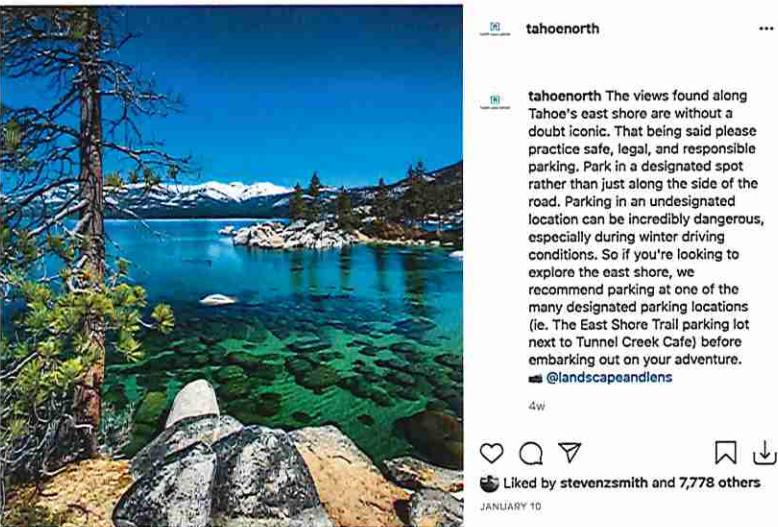 tahoenorth
tahoenorth The views found along
Tahoe's east shore are without a
doubt iconic. That being said please
practice safe, legal, and responsible
parking. Park in a designated spot
rather than just along the side of the
road. Parking in an undesignated
location can be incredibly dangerous,
especially during winter driving
conditions. So if you're looking to
explore the east shore, we
recommend parking at one of the
many designated parking locations
(ie. The East Shore Trail parking lot
next to Tunnel Creek Cafe) before
embarking out on your adventure.
@landscapeandlens
4w
Liked by stevenzsmith and 7,778 others
JANUARY 10